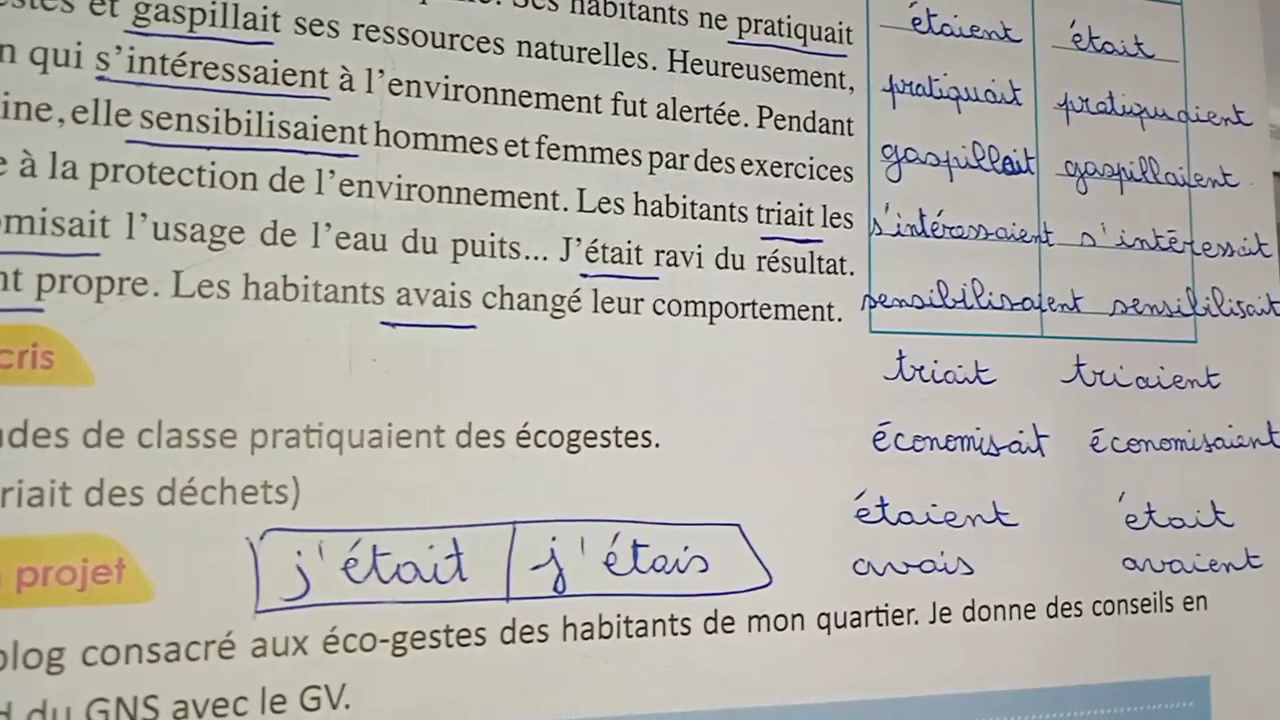 et gaspillait ses ressources naturelles. Heureusement,
habitants ne pratiquait
qui s'intéressaient à l'environnement fut alertée. Pendant
elle sensibilisaient hommes et femmes par des exercices
à la protection de l'environnement. Les habitants triait les
misait l'usage de l'eau du puits... J'était ravi du résultat.
nt propre. Les habitants avais changé leur comportement.
étaient était
pratiquait pratiquaient
gaspillait gaspillaient
s'intéressaient s'intéressait
sensibilisaient sensibilisait
triait triaient
économisait économisaient
étaient était
avais avaient
cris
des de classe pratiquaient des écogestes.
riait des déchets)
j'était j'étais
projet
blog consacré aux éco-gestes des habitants de mon quartier. Je donne des conseils en
du GNS avec le GV.